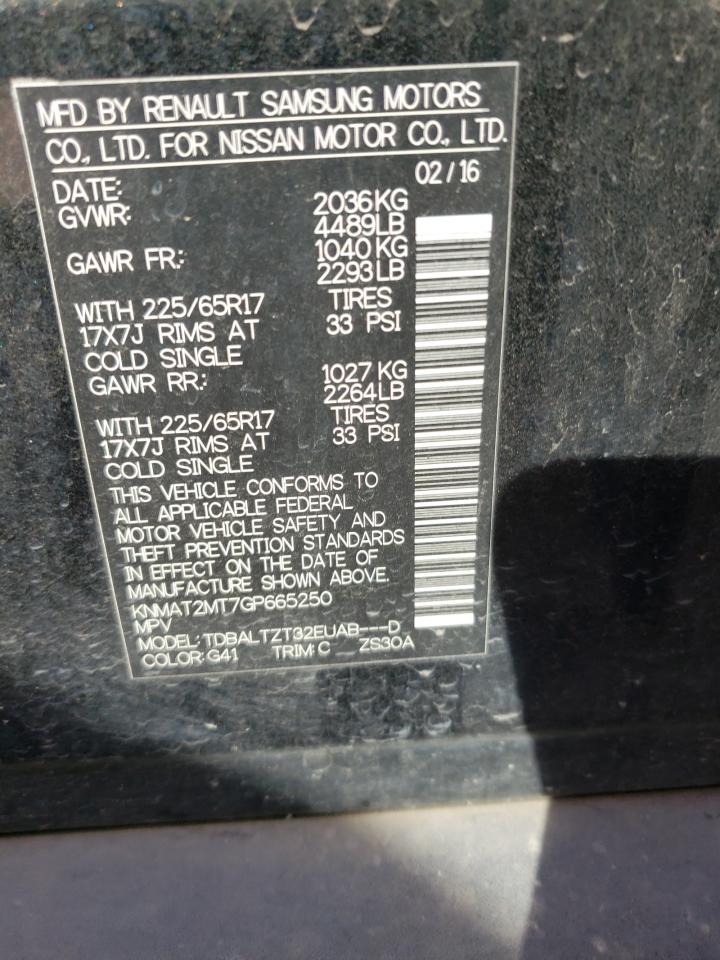 MFD BY RENAULT SAMSUNG MOTORS
CO., LTD. FOR NISSAN MOTOR CO., LTD.
DATE: 02/16
GVWR: 2036KG
4489LB
GAWR FR.: 1040KG
2293LB
WITH 225/65R17 TIRES
17X7J RIMS AT 33 PSI
COLD SINGLE
GAWR RR.: 1027 KG
2264LB
WITH 225/65R17 TIRES
17X7J RIMS AT 33 PSI
COLD SINGLE
THIS VEHICLE CONFORMS TO
ALL APPLICABLE FEDERAL
MOTOR VEHICLE SAFETY AND
THEFT PREVENTION STANDARDS
IN EFFECT ON THE DATE OF
MANUFACTURE SHOWN ABOVE.
KNMAT2MT7GP665250
MPV
MODEL: TDBALTZT32EUAB---D
COLOR: G41 TRIM: C ZS30A